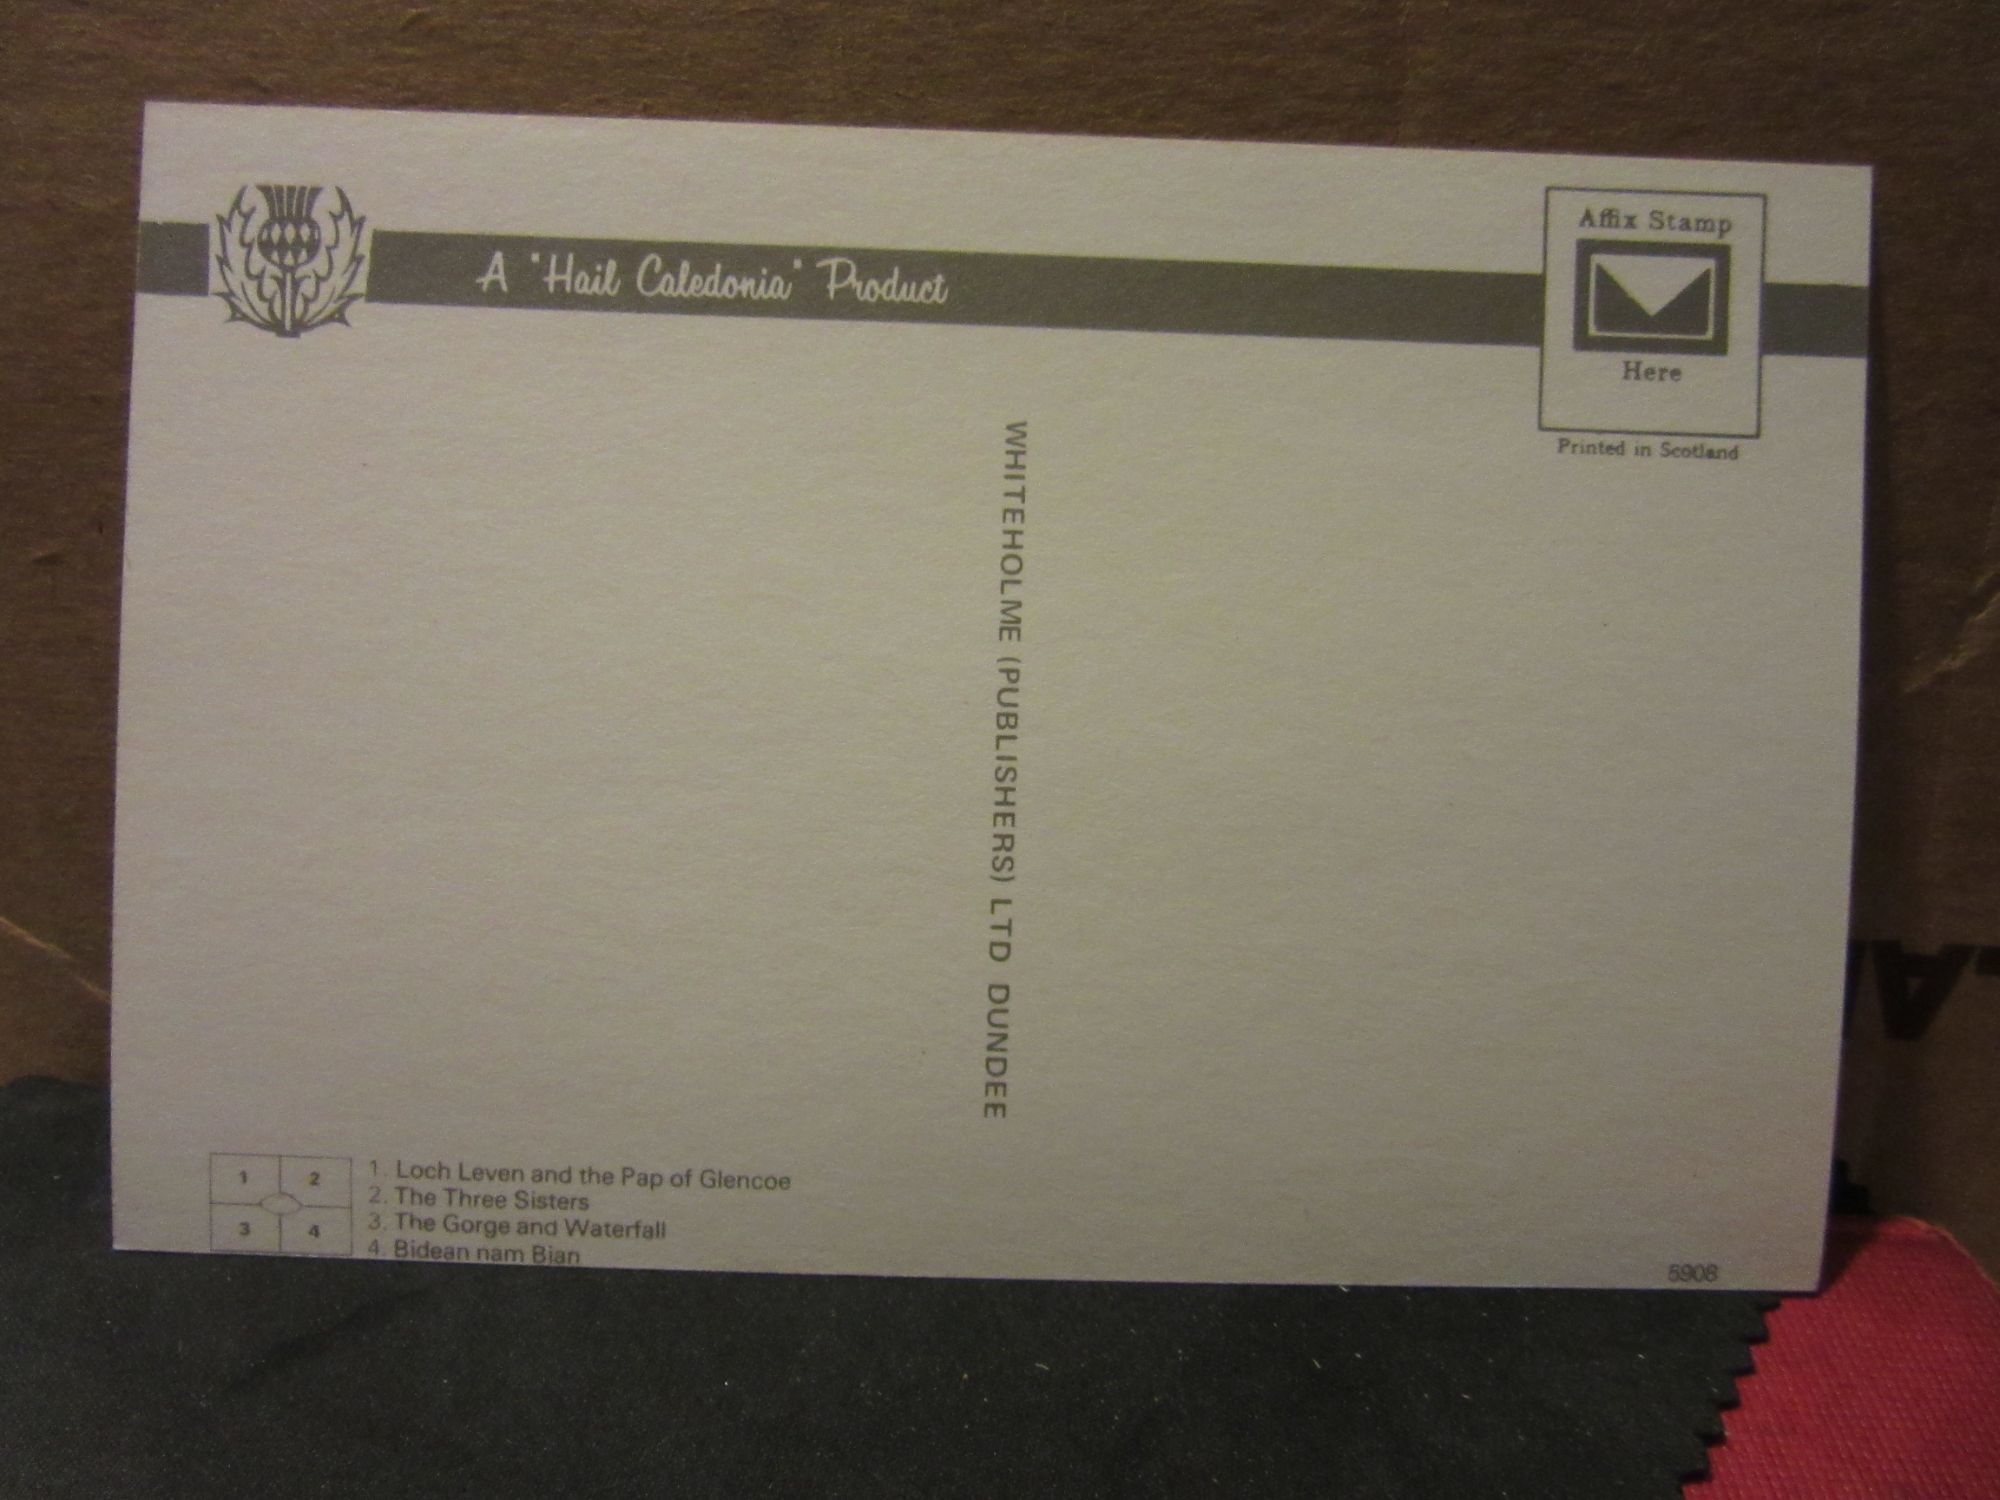 A "Hail Caledonia" Product
Affix Stamp
Here
Printed in Scotland
WHITEHOLME (PUBLISHERS) LTD DUNDEE
1 2
3 4
1. Loch Leven and the Pap of Glencoe
2. The Three Sisters
3. The Gorge and Waterfall
4. Bidean nam Bian
5908